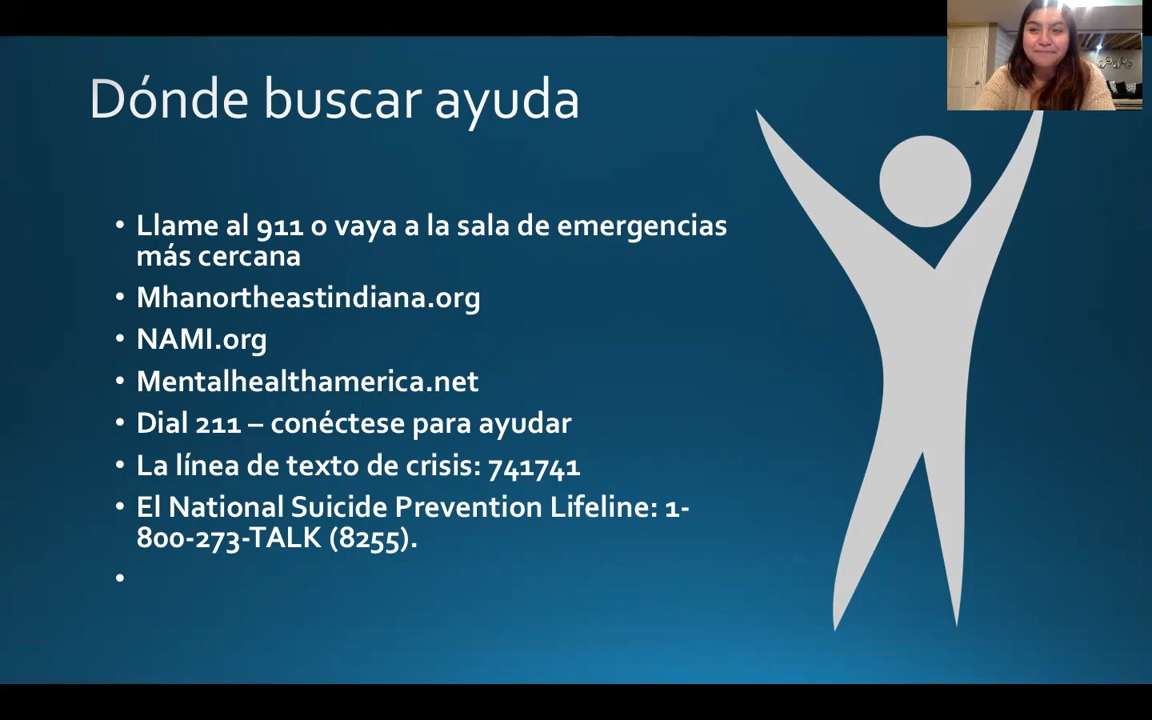 Dónde buscar ayuda
• Llame al 911 o vaya a la sala de emergencias
más cercana
• Mhanortheastindiana.org
• NAMI.org
• Mentalhealthamerica.net
• Dial 211 – conéctese para ayudar
• La línea de texto de crisis: 741741
• El National Suicide Prevention Lifeline: 1-
800-273-TALK (8255).
•